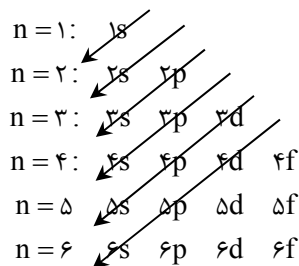 n = ۱: ۱s
n = ۲: ۲s ۲p
n = ۳: ۳s ۳p ۳d
n = ۴: ۴s ۴p ۴d ۴f
n = ۵ ۵s ۵p ۵d ۵f
n = ۶ ۶s ۶p ۶d ۶f